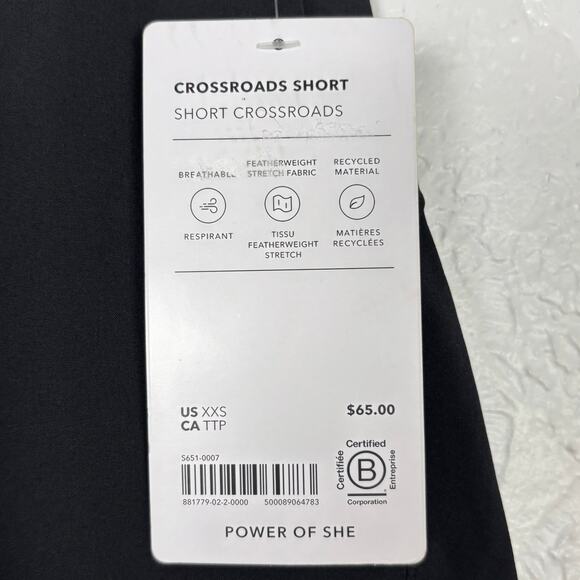 CROSSROADS SHORT
SHORT CROSSROADS
BREATHABLE
FEATHERWEIGHT
STRETCH FABRIC
RECYCLED
MATERIAL
RESPIRANT
TISSU
FEATHERWEIGHT
STRETCH
MATIÈRES
RECYCLÉES
US XXS
CA TTP
$65.00
S651-0007
881779-02-2-0000 500089064783
Certified
Certifiée
B
Entreprise
Corporation
POWER OF SHE